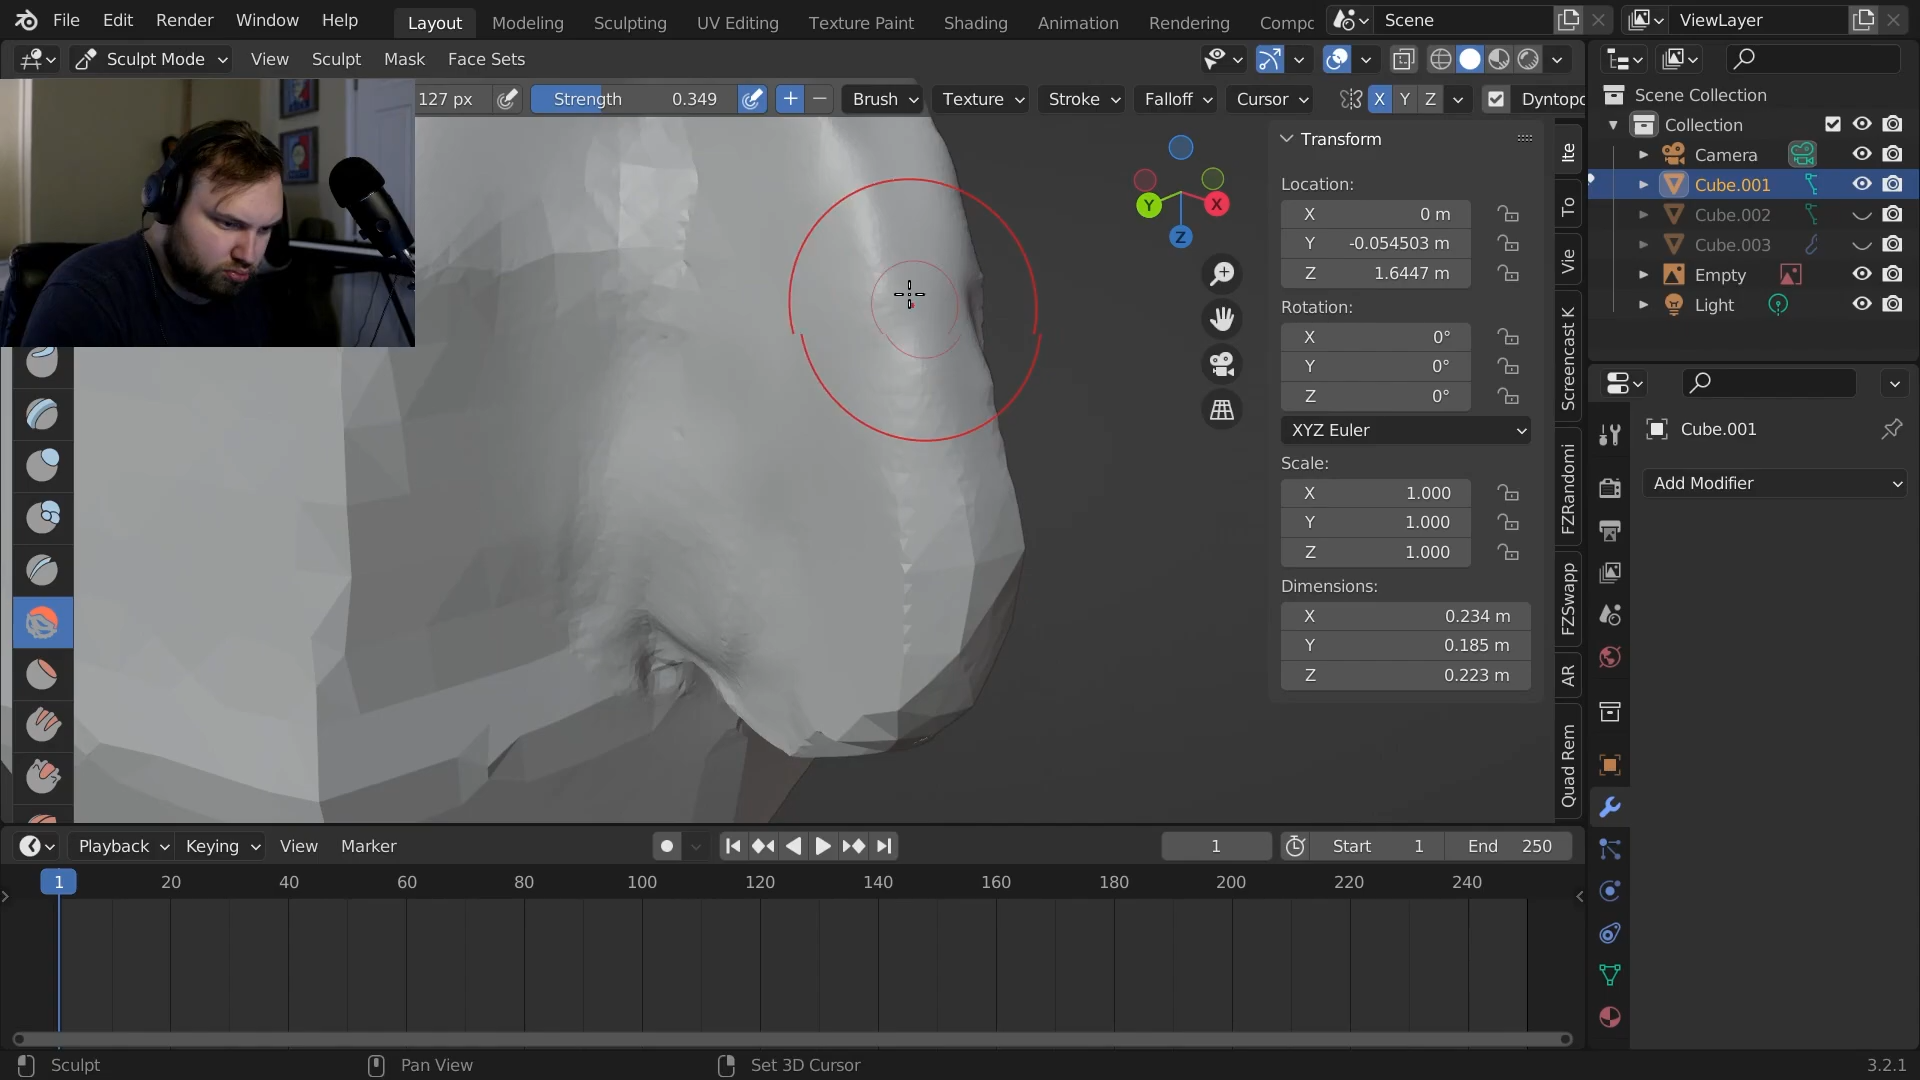 File Edit Render Window Help Layout Modeling Sculpting UV Editing Texture Paint Shading Animation Rendering Scene ViewLayer
Sculpt Mode View Sculpt Mask Face Sets
127 px Strength 0.349 Brush Texture Stroke Falloff Cursor X Y Z Dyntopo
Scene Collection
Collection
Camera
Cube.001
Cube.002
Cube.003
Empty
Light
Transform
Location:
X 0 m
Y -0.054503 m
Z 1.6447 m
Rotation:
X 0°
Y 0°
Z 0°
XYZ Euler
Scale:
X 1.000
Y 1.000
Z 1.000
Dimensions:
X 0.234 m
Y 0.185 m
Z 0.223 m
Y X Z
Ite
To
Vie
Screencast K
FZRandomi
FZSwapp
AR
Quad Rem
Cube.001
Add Modifier
Playback Keying View Marker 1 Start 1 End 250
1 20 40 60 80 100 120 140 160 180 200 220 240
Sculpt Pan View Set 3D Cursor 3.2.1